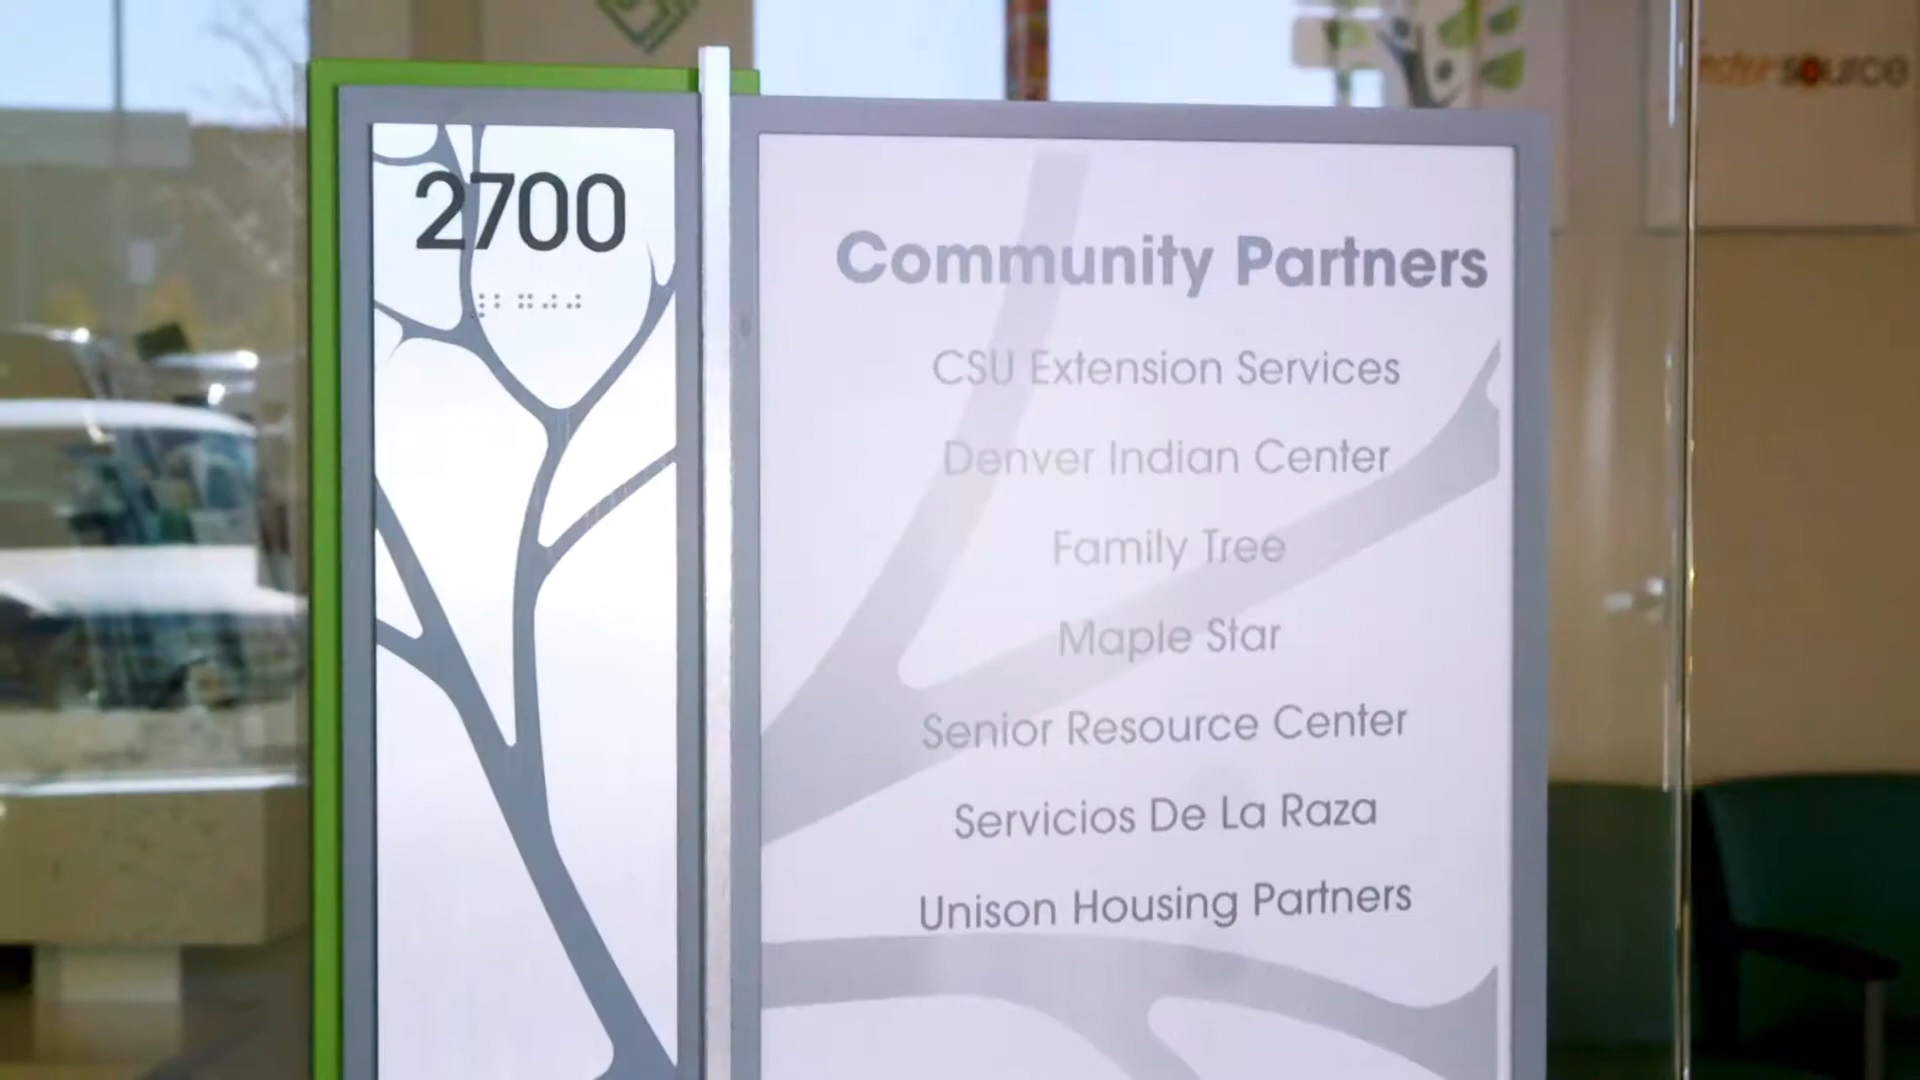 2700
Community Partners
CSU Extension Services
Denver Indian Center
Family Tree
Maple Star
Senior Resource Center
Servicios De La Raza
Unison Housing Partners
source